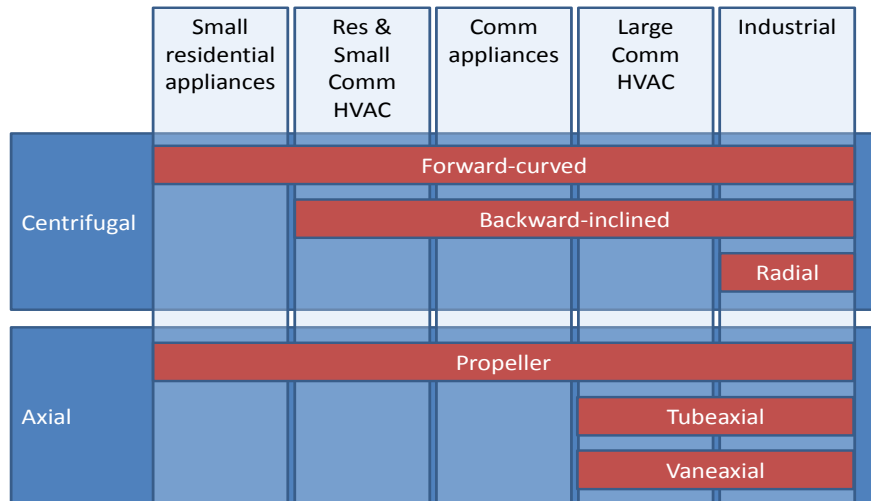 Small
residential
appliances
Res &
Small
Comm
HVAC
Comm
appliances
Large
Comm
HVAC
Industrial
Centrifugal
Forward-curved
Backward-inclined
Radial
Axial
Propeller
Tubeaxial
Vaneaxial